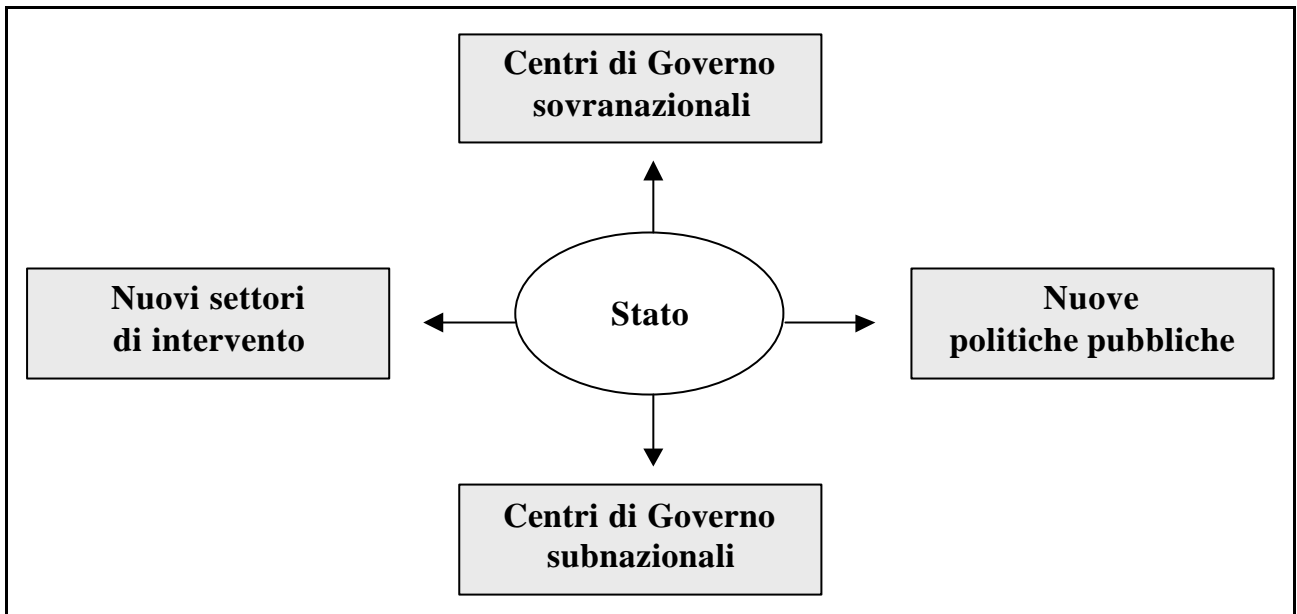 Centri di Governo
sovranazionali
Nuovi settori
di intervento
Stato
Nuove
politiche pubbliche
Centri di Governo
subnazionali